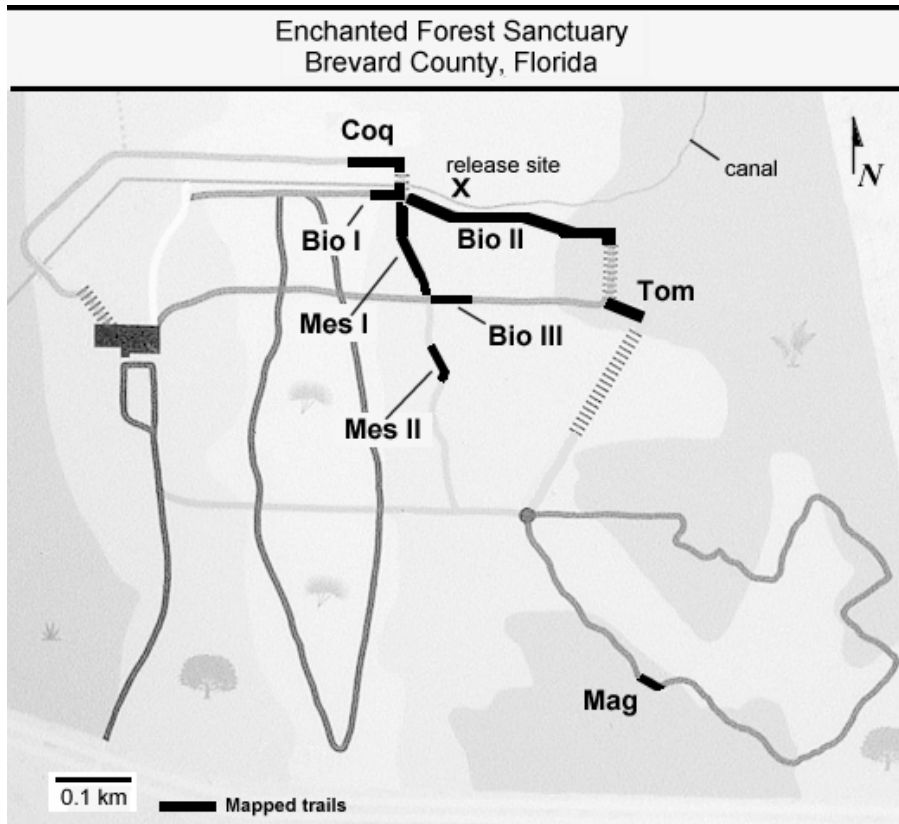 Enchanted Forest Sanctuary
Brevard County, Florida
Coq
release site
X
canal
N
Bio I
Bio II
Tom
Mes I
Bio III
Mes II
Mag
0.1 km
Mapped trails